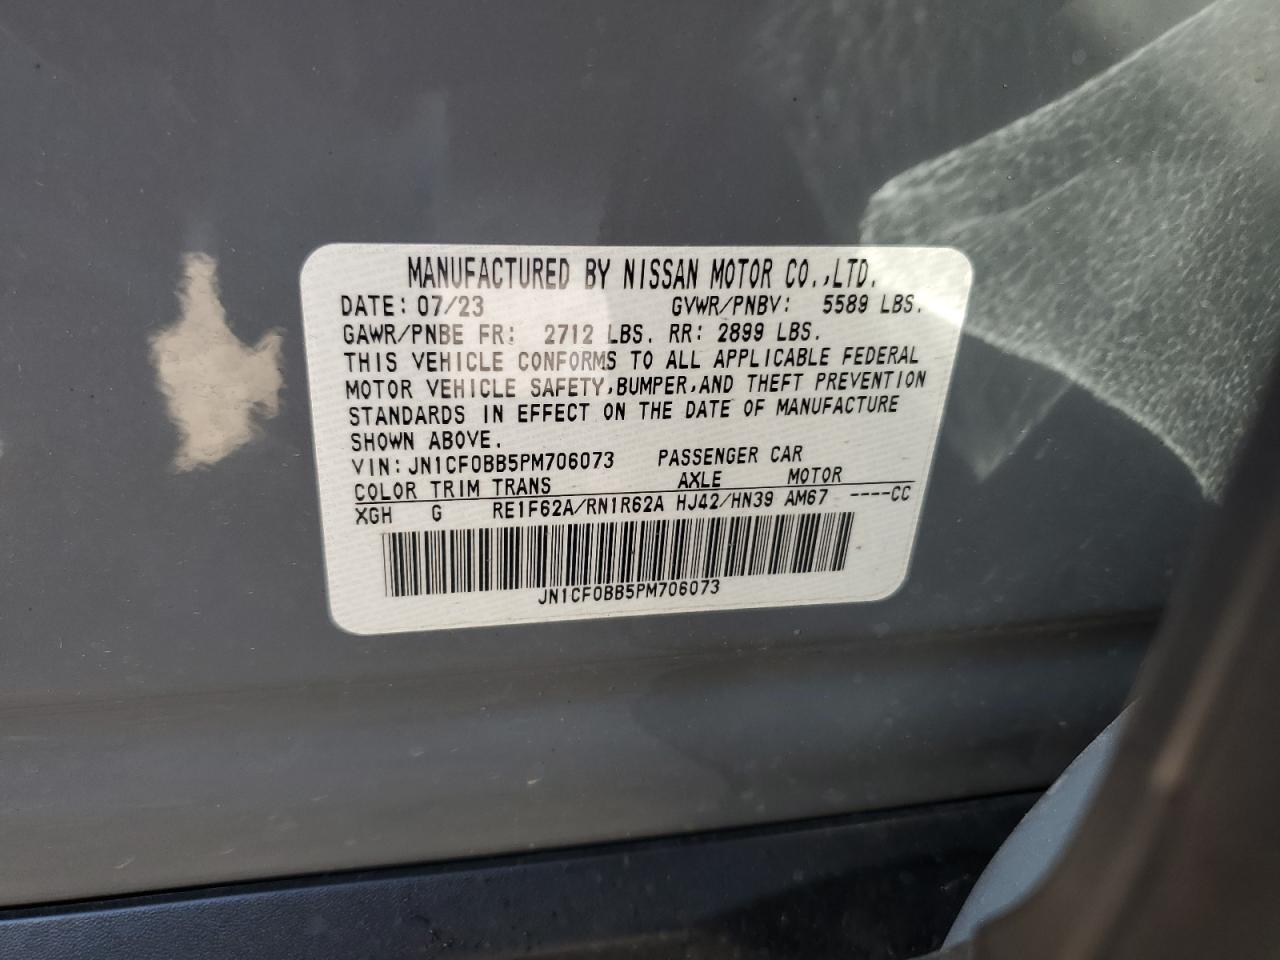 MANUFACTURED BY NISSAN MOTOR CO.,LTD.
DATE: 07/23 GVWR/PNBV: 5589 LBS.
GAWR/PNBE FR: 2712 LBS. RR: 2899 LBS.
THIS VEHICLE CONFORMS TO ALL APPLICABLE FEDERAL
MOTOR VEHICLE SAFETY,BUMPER,AND THEFT PREVENTION
STANDARDS IN EFFECT ON THE DATE OF MANUFACTURE
SHOWN ABOVE.
VIN: JN1CF0BB5PM706073 PASSENGER CAR
COLOR TRIM TRANS AXLE MOTOR
XGH G RE1F62A/RN1R62A HJ42/HN39 AM67 ----CC
JN1CF0BB5PM706073